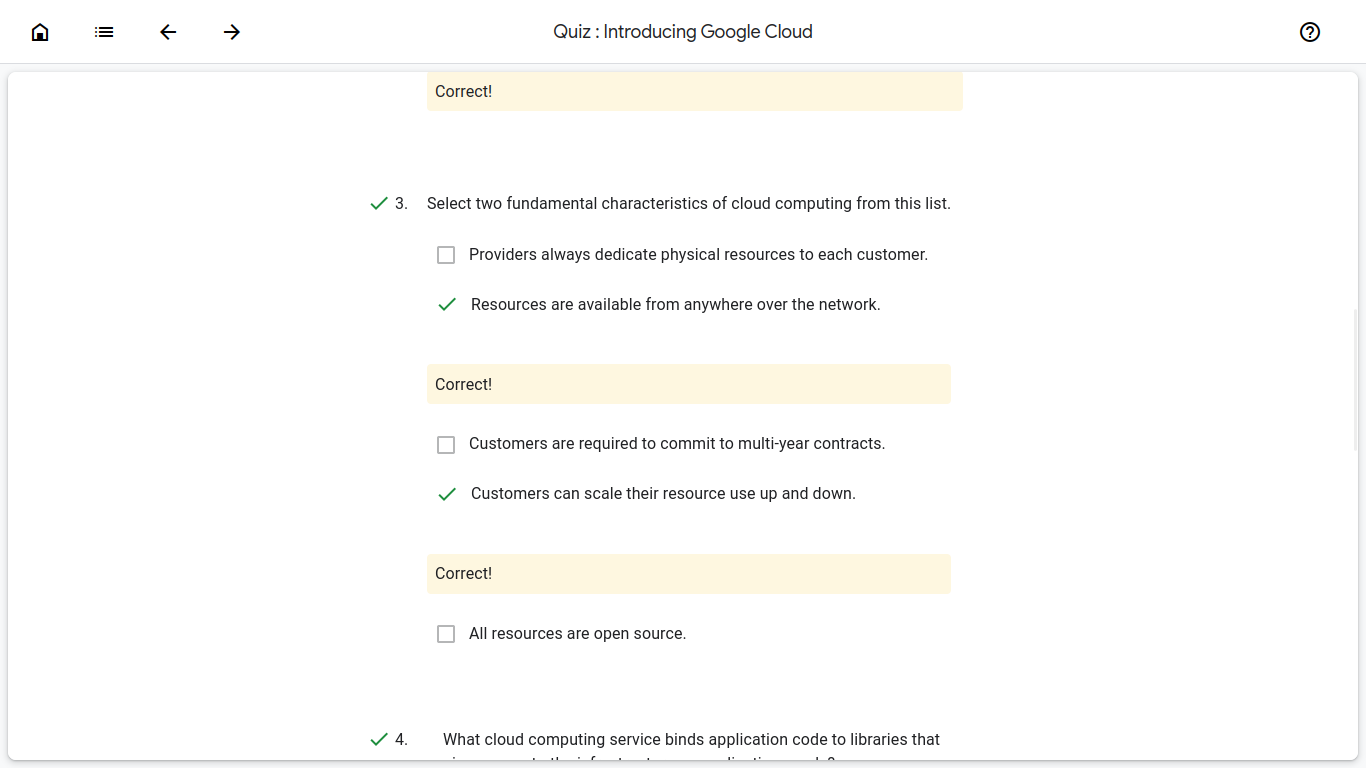 Quiz : Introducing Google Cloud
Correct!
3. Select two fundamental characteristics of cloud computing from this list.
Providers always dedicate physical resources to each customer.
Resources are available from anywhere over the network.
Correct!
Customers are required to commit to multi-year contracts.
Customers can scale their resource use up and down.
Correct!
All resources are open source.
4. What cloud computing service binds application code to libraries that